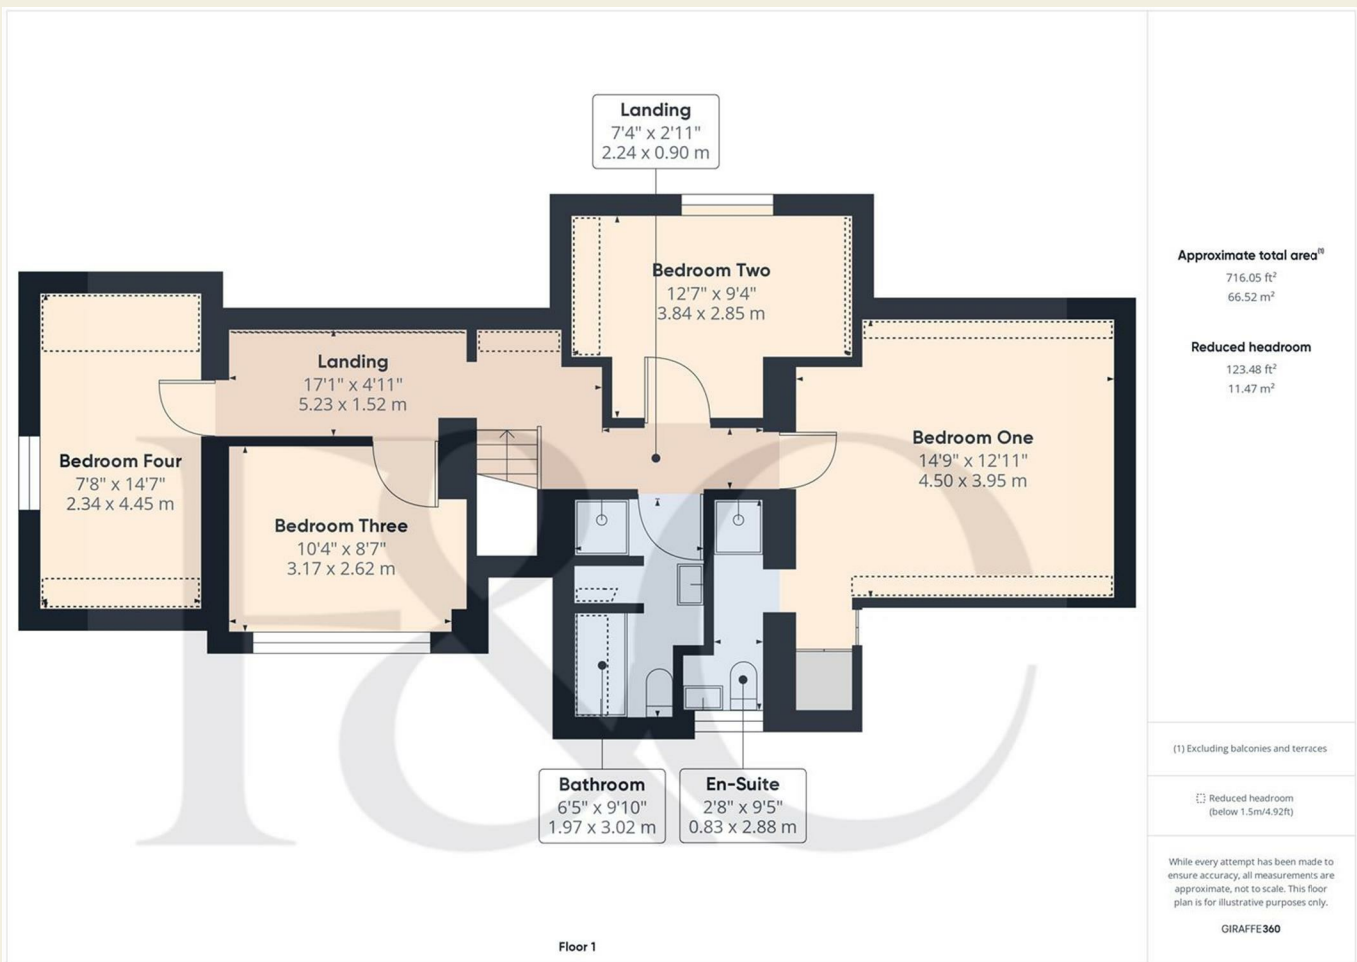 Landing
7'4" x 2'11"
2.24 x 0.90 m
Bedroom Two
12'7" x 9'4"
3.84 x 2.85 m
Landing
17'1" x 4'11"
5.23 x 1.52 m
Bedroom One
14'9" x 12'11"
4.50 x 3.95 m
Bedroom Four
7'8" x 14'7"
2.34 x 4.45 m
Bedroom Three
10'4" x 8'7"
3.17 x 2.62 m
Bathroom
6'5" x 9'10"
1.97 x 3.02 m
En-Suite
2'8" x 9'5"
0.83 x 2.88 m
F&C
Floor 1
Approximate total area(1)
716.05 ft²
66.52 m²
Reduced headroom
123.48 ft²
11.47 m²
(1) Excluding balconies and terraces
Reduced headroom
(below 1.5m/4.92ft)
While every attempt has been made to
ensure accuracy, all measurements are
approximate, not to scale. This floor
plan is for illustrative purposes only.
GIRAFFE360